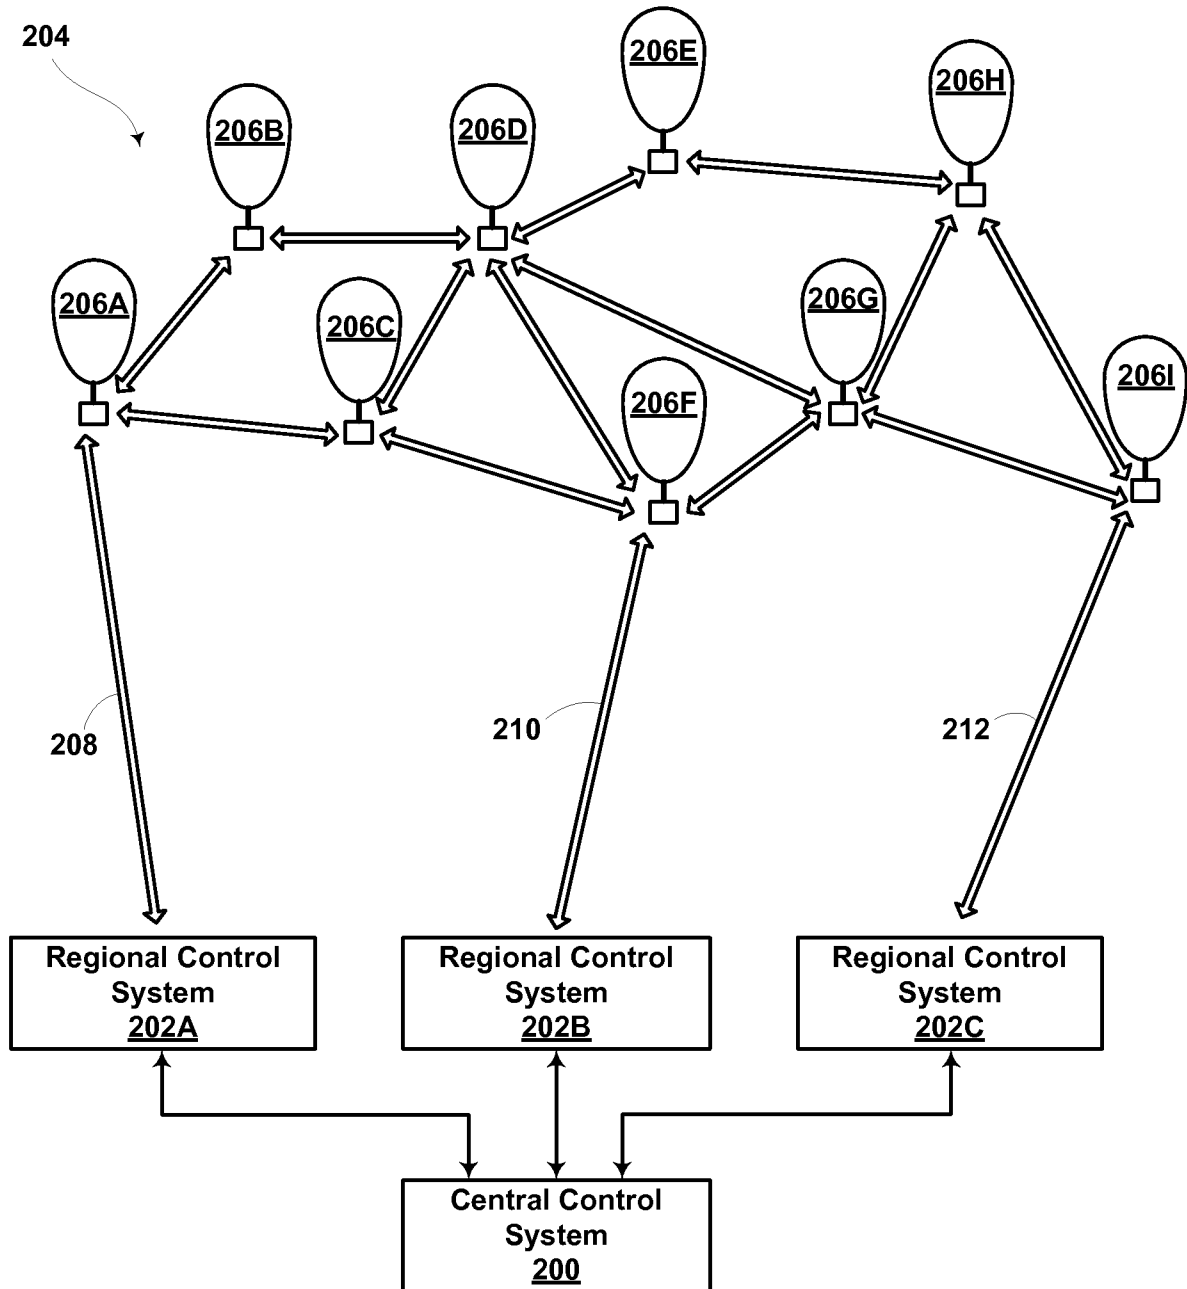 204
206E
206H
206B
206D
206A
206G
206C
206I
206F
208
210
212
Regional Control
System
202A
Regional Control
System
202B
Regional Control
System
202C
Central Control
System
200